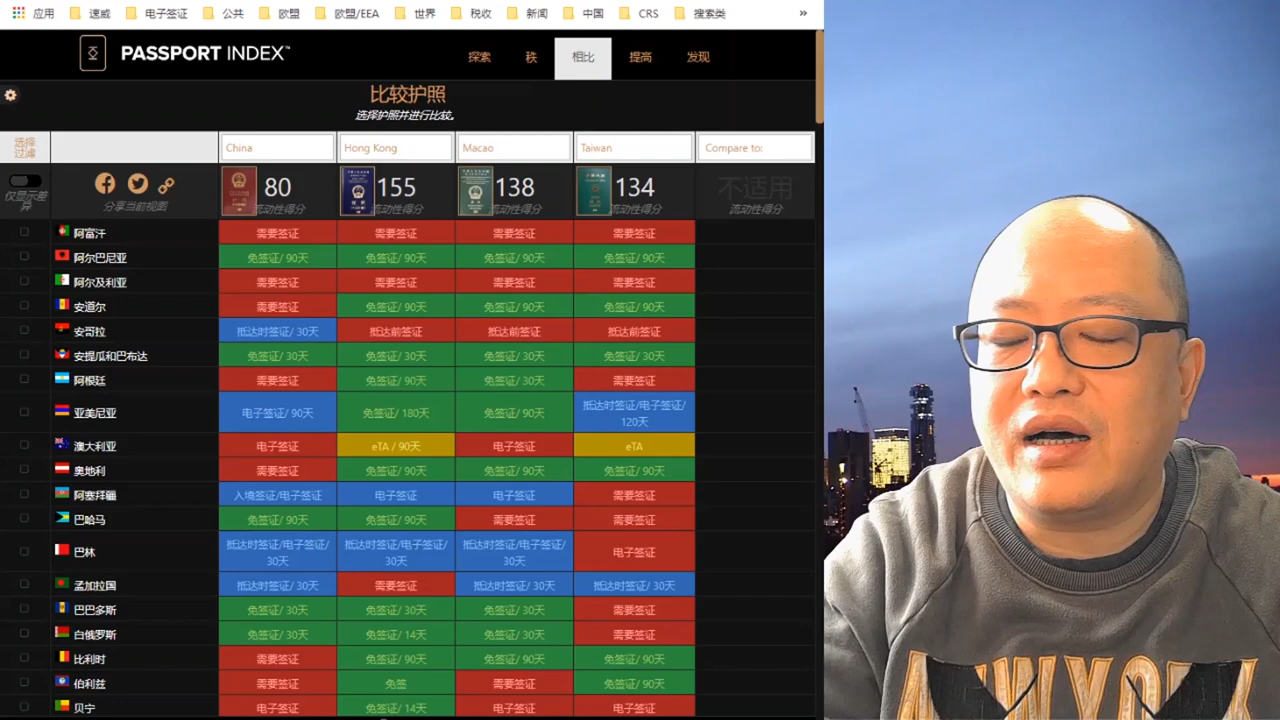 应用 速威 电子签证 公共 欧盟 欧盟/EEA 世界 税收 新闻 中国 CRS 搜索类 »
PASSPORT INDEX™ 探索 秩 相比 提高 发现
比较护照
选择护照并进行比较。
选择过滤 China Hong Kong Macao Taiwan Compare to:
仅显示差异 分享当前视图 80 流动性得分 155 流动性得分 138 流动性得分 134 流动性得分 不适用 流动性得分
阿富汗 需要签证 需要签证 需要签证 需要签证
阿尔巴尼亚 免签证/ 90天 免签证/ 90天 免签证/ 90天 免签证/ 90天
阿尔及利亚 需要签证 需要签证 需要签证 需要签证
安道尔 需要签证 免签证/ 90天 免签证/ 90天 免签证/ 90天
安哥拉 抵达时签证/ 30天 抵达前签证 抵达前签证 抵达前签证
安提瓜和巴布达 免签证/ 30天 免签证/ 30天 免签证/ 30天 免签证/ 30天
阿根廷 需要签证 免签证/ 90天 免签证/ 30天 需要签证
亚美尼亚 电子签证/ 90天 免签证/ 180天 免签证/ 90天 抵达时签证/电子签证/ 120天
澳大利亚 电子签证 eTA / 90天 电子签证 eTA
奥地利 需要签证 免签证/ 90天 免签证/ 90天 免签证/ 90天
阿塞拜疆 入境签证/电子签证 电子签证 电子签证 需要签证
巴哈马 免签证/ 90天 免签证/ 90天 需要签证 需要签证
巴林 抵达时签证/电子签证/ 30天 抵达时签证/电子签证/ 30天 抵达时签证/电子签证/ 30天 电子签证
孟加拉国 抵达时签证/ 30天 需要签证 抵达时签证/ 30天 抵达时签证/ 30天
巴巴多斯 免签证/ 30天 免签证/ 30天 免签证/ 30天 需要签证
白俄罗斯 免签证/ 30天 免签证/ 14天 免签证/ 30天 需要签证
比利时 需要签证 免签证/ 90天 免签证/ 90天 免签证/ 90天
伯利兹 需要签证 免签 需要签证 免签证/ 90天
贝宁 电子签证 免签证/ 14天 电子签证 电子签证
NEW YORK